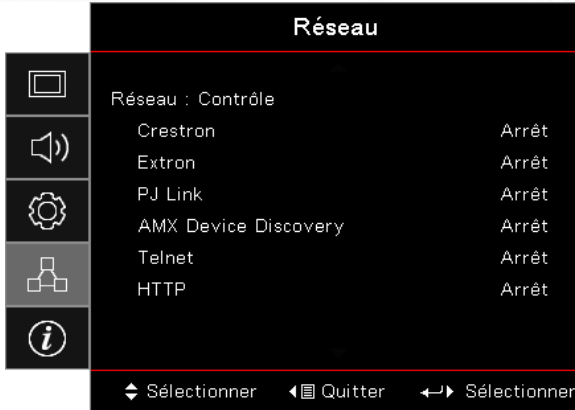 Réseau
Réseau : Contrôle
Crestron Arrêt
Extron Arrêt
PJ Link Arrêt
AMX Device Discovery Arrêt
Telnet Arrêt
HTTP Arrêt
Sélectionner Quitter Sélectionner